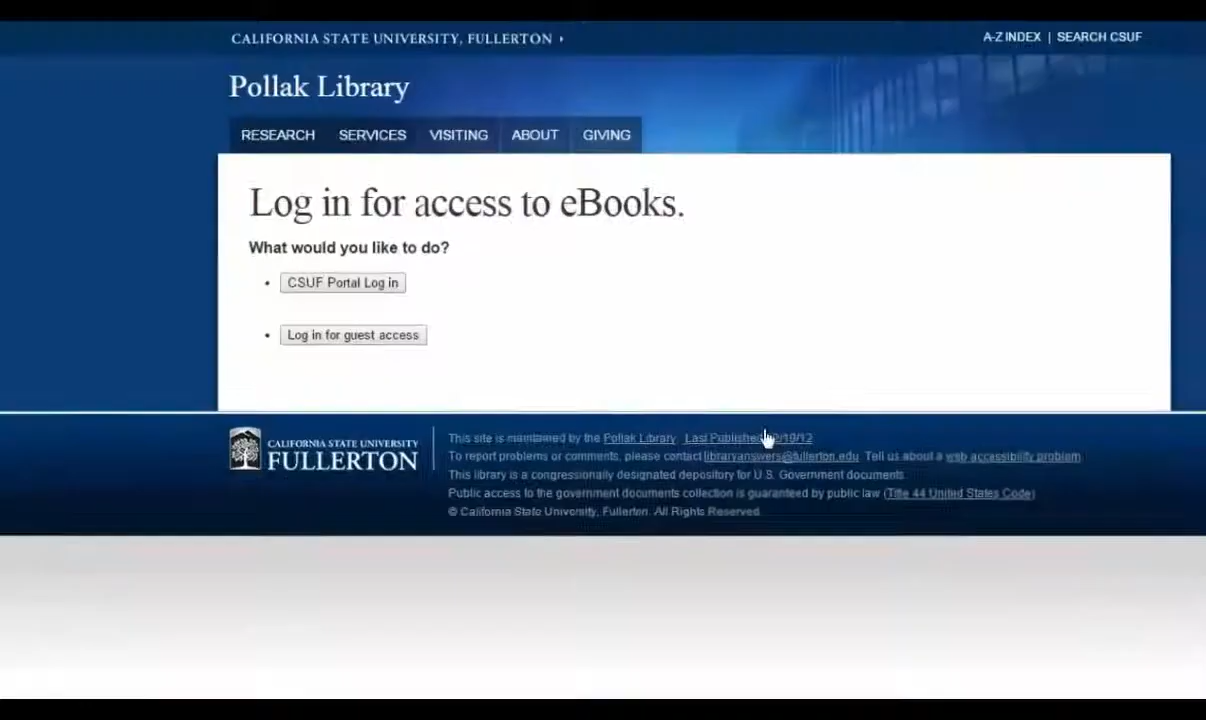 CALIFORNIA STATE UNIVERSITY, FULLERTON
A-Z INDEX | SEARCH CSUF
Pollak Library
RESEARCH SERVICES VISITING ABOUT GIVING
Log in for access to eBooks.
What would you like to do?
• CSUF Portal Log in
• Log in for guest access
CALIFORNIA STATE UNIVERSITY
FULLERTON
This site is maintained by the Pollak Library. Last Published
To report problems or comments, please contact libraryanswers@fullerton.edu. Tell us about a web accessibility problem
This library is a congressionally designated depository for U.S. Government documents.
Public access to the government documents collection is guaranteed by public law (Title 44 United States Code)
© California State University, Fullerton. All Rights Reserved.